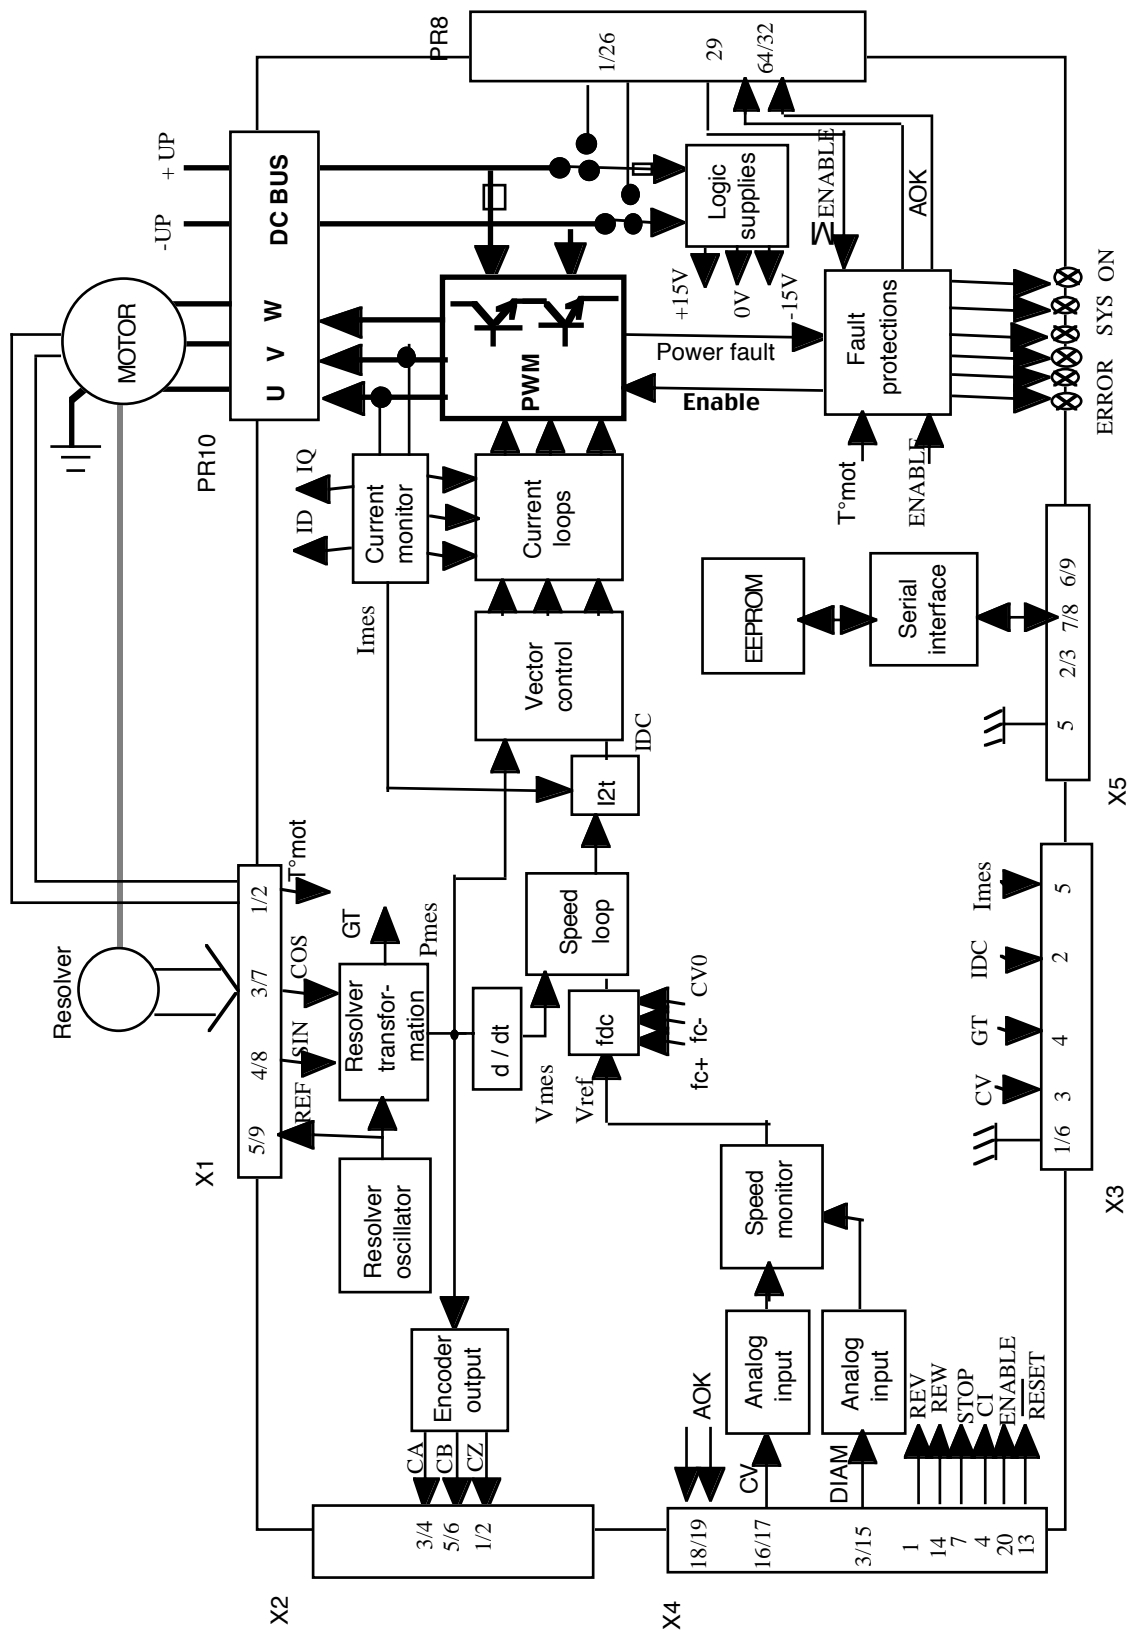 X2
3/4
5/6
1/2
CA
CB
CZ
Encoder
output
X1
5/9
4/8
3/7
1/2
REF
SIN
COS
T°mot
Resolver
MOTOR
Resolver
oscillator
Resolver
transfor-
mation
GT
Pmes
d / dt
Vmes
Vref
fdc
fc+
fc-
CV0
Speed
loop
I2t
IDC
Vector
control
Imes
Current
monitor
ID
IQ
Current
loops
PR10
U
V
W
DC BUS
-UP
+ UP
PWM
Power fault
Enable
Logic
supplies
+15V
0V
-15V
PR8
1/26
29
64/32
Σ ENABLE
AOK
Fault
protections
T°mot
ENABLE
ERROR
SYS
ON
X4
18/19
16/17
3/15
1
14
7
4
20
13
AOK
CV
DIAM
REV
REW
STOP
CI
ENABLE
RESET
Analog
input
Analog
input
Speed
monitor
X3
1/6
3
4
2
5
CV
GT
IDC
Imes
X5
5
2/3
7/8
6/9
EEPROM
Serial
interface